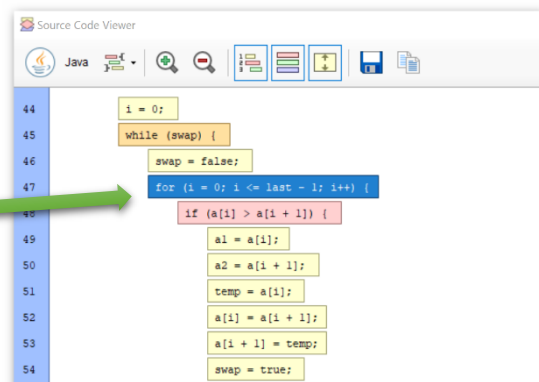 Source Code Viewer
Java
44 i = 0;
45 while (swap) {
46 swap = false;
47 for (i = 0; i <= last - 1; i++) {
48 if (a[i] > a[i + 1]) {
49 a1 = a[i];
50 a2 = a[i + 1];
51 temp = a[i];
52 a[i] = a[i + 1];
53 a[i + 1] = temp;
54 swap = true;